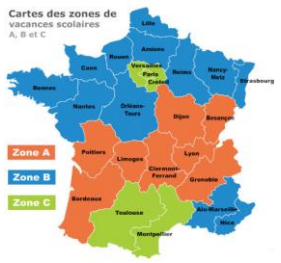 Cartes des zones de
vacances scolaires
A, B et C
Lille
Amiens
Rouen
Caen
Versailles
Paris
Créteil
Reims
Nancy-
Metz
Strasbourg
Rennes
Nantes
Orléans-
Tours
Dijon
Besançon
Zone A
Zone B
Zone C
Poitiers
Limoges
Clermont-
Ferrand
Lyon
Grenoble
Bordeaux
Toulouse
Montpellier
Aix-Marseille
Nice